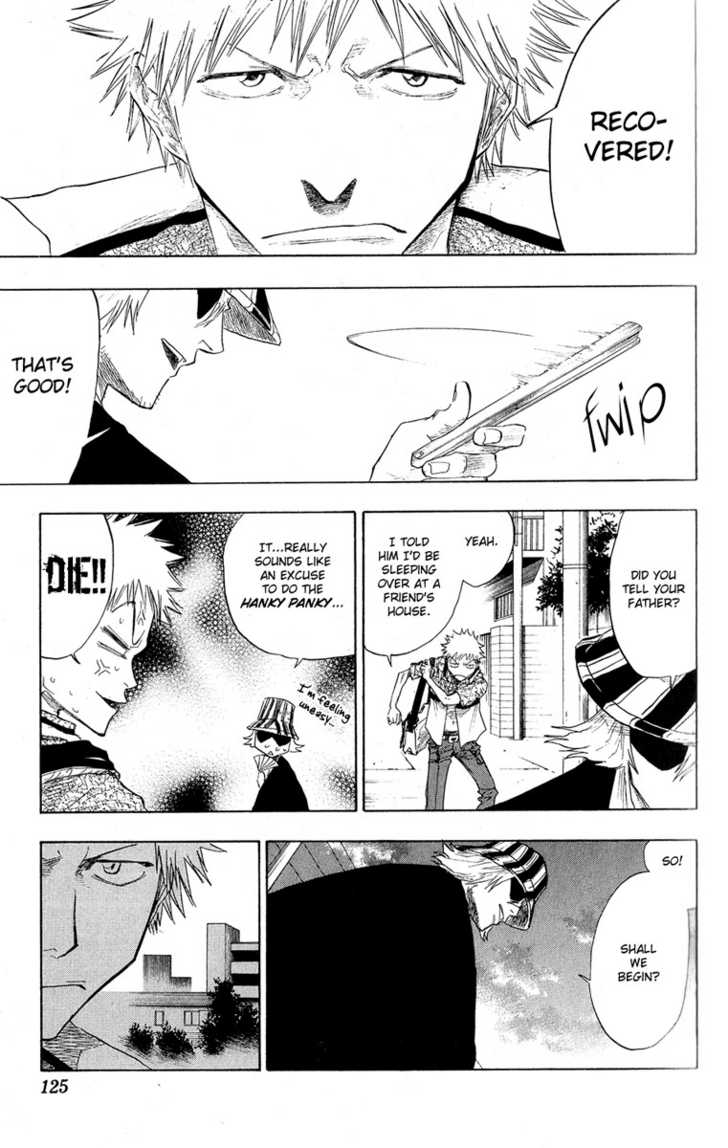 RECO-
VERED!
THAT'S
GOOD!
fwip
DID YOU
TELL YOUR
FATHER?
YEAH.
I TOLD
HIM I'D BE
SLEEPING
OVER AT A
FRIEND'S
HOUSE.
IT...REALLY
SOUNDS LIKE
AN EXCUSE
TO DO THE
HANKY PANKY...
I'm feeling
uneasy...
DIE!!
SO!
SHALL
WE
BEGIN?
125